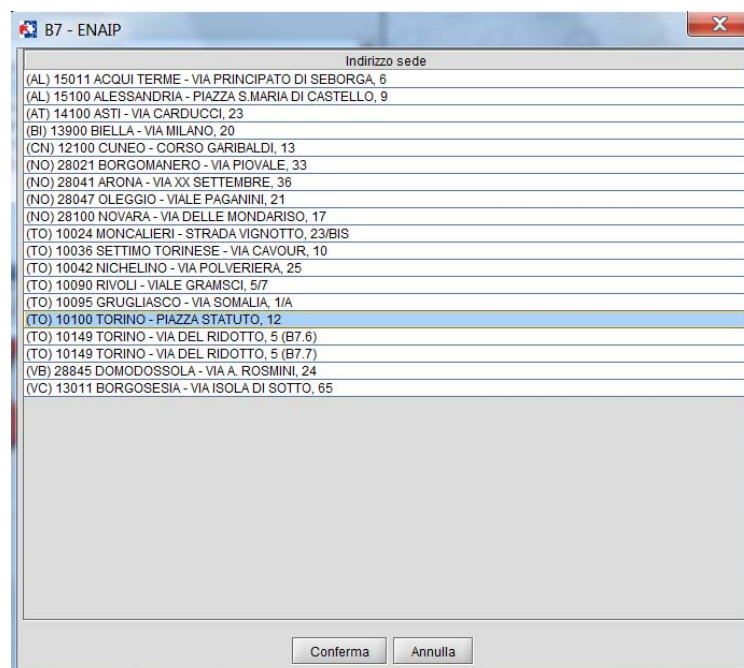 B7 - ENAIP
Indirizzo sede
(AL) 15011 ACQUI TERME - VIA PRINCIPATO DI SEBORGA, 6
(AL) 15100 ALESSANDRIA - PIAZZA S.MARIA DI CASTELLO, 9
(AT) 14100 ASTI - VIA CARDUCCI, 23
(BI) 13900 BIELLA - VIA MILANO, 20
(CN) 12100 CUNEO - CORSO GARIBALDI, 13
(NO) 28021 BORGOMANERO - VIA PIOVALE, 33
(NO) 28041 ARONA - VIA XX SETTEMBRE, 36
(NO) 28047 OLEGGIO - VIALE PAGANINI, 21
(NO) 28100 NOVARA - VIA DELLE MONDARISO, 17
(TO) 10024 MONCALIERI - STRADA VIGNOTTO, 23/BIS
(TO) 10036 SETTIMO TORINESE - VIA CAVOUR, 10
(TO) 10042 NICHELINO - VIA POLVERIERA, 25
(TO) 10090 RIVOLI - VIALE GRAMSCI, 5/7
(TO) 10095 GRUGLIASCO - VIA SOMALIA, 1/A
(TO) 10100 TORINO - PIAZZA STATUTO, 12
(TO) 10149 TORINO - VIA DEL RIDOTTO, 5 (B7.6)
(TO) 10149 TORINO - VIA DEL RIDOTTO, 5 (B7.7)
(VB) 28845 DOMODOSSOLA - VIA A. ROSMINI, 24
(VC) 13011 BORGOSESIA - VIA ISOLA DI SOTTO, 65
Conferma Annulla